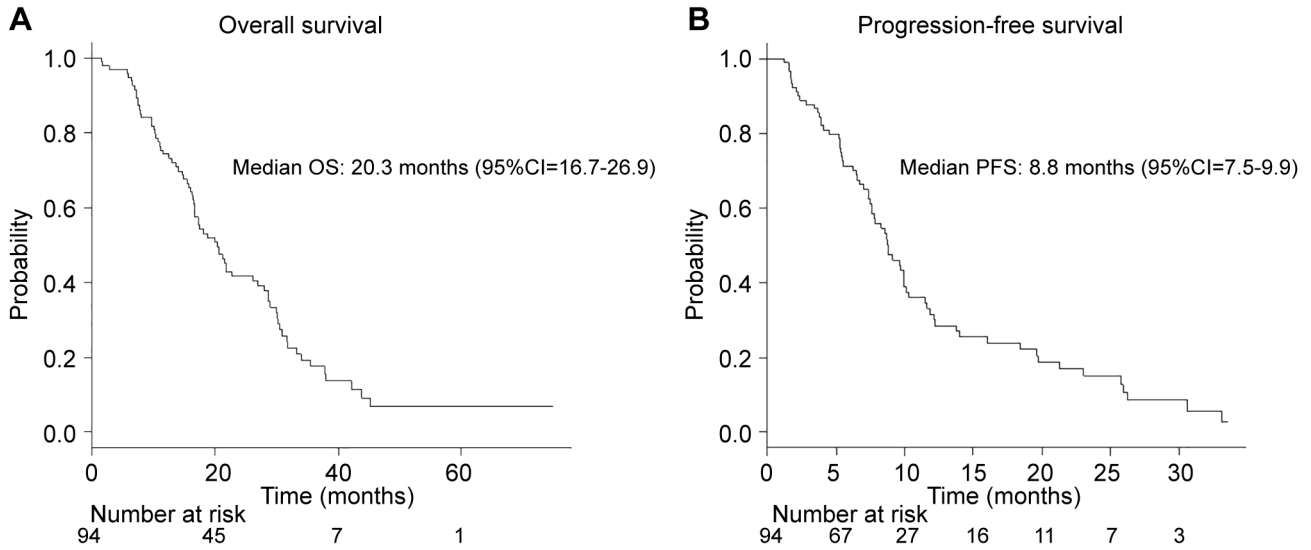 A
Overall survival
1.0
0.8
0.6
0.4
0.2
0.0
Probability
Median OS: 20.3 months (95%CI=16.7-26.9)
0 20 40 60
Time (months)
Number at risk
94 45 7 1
B
Progression-free survival
1.0
0.8
0.6
0.4
0.2
0.0
Probability
Median PFS: 8.8 months (95%CI=7.5-9.9)
0 5 10 15 20 25 30
Time (months)
Number at risk
94 67 27 16 11 7 3